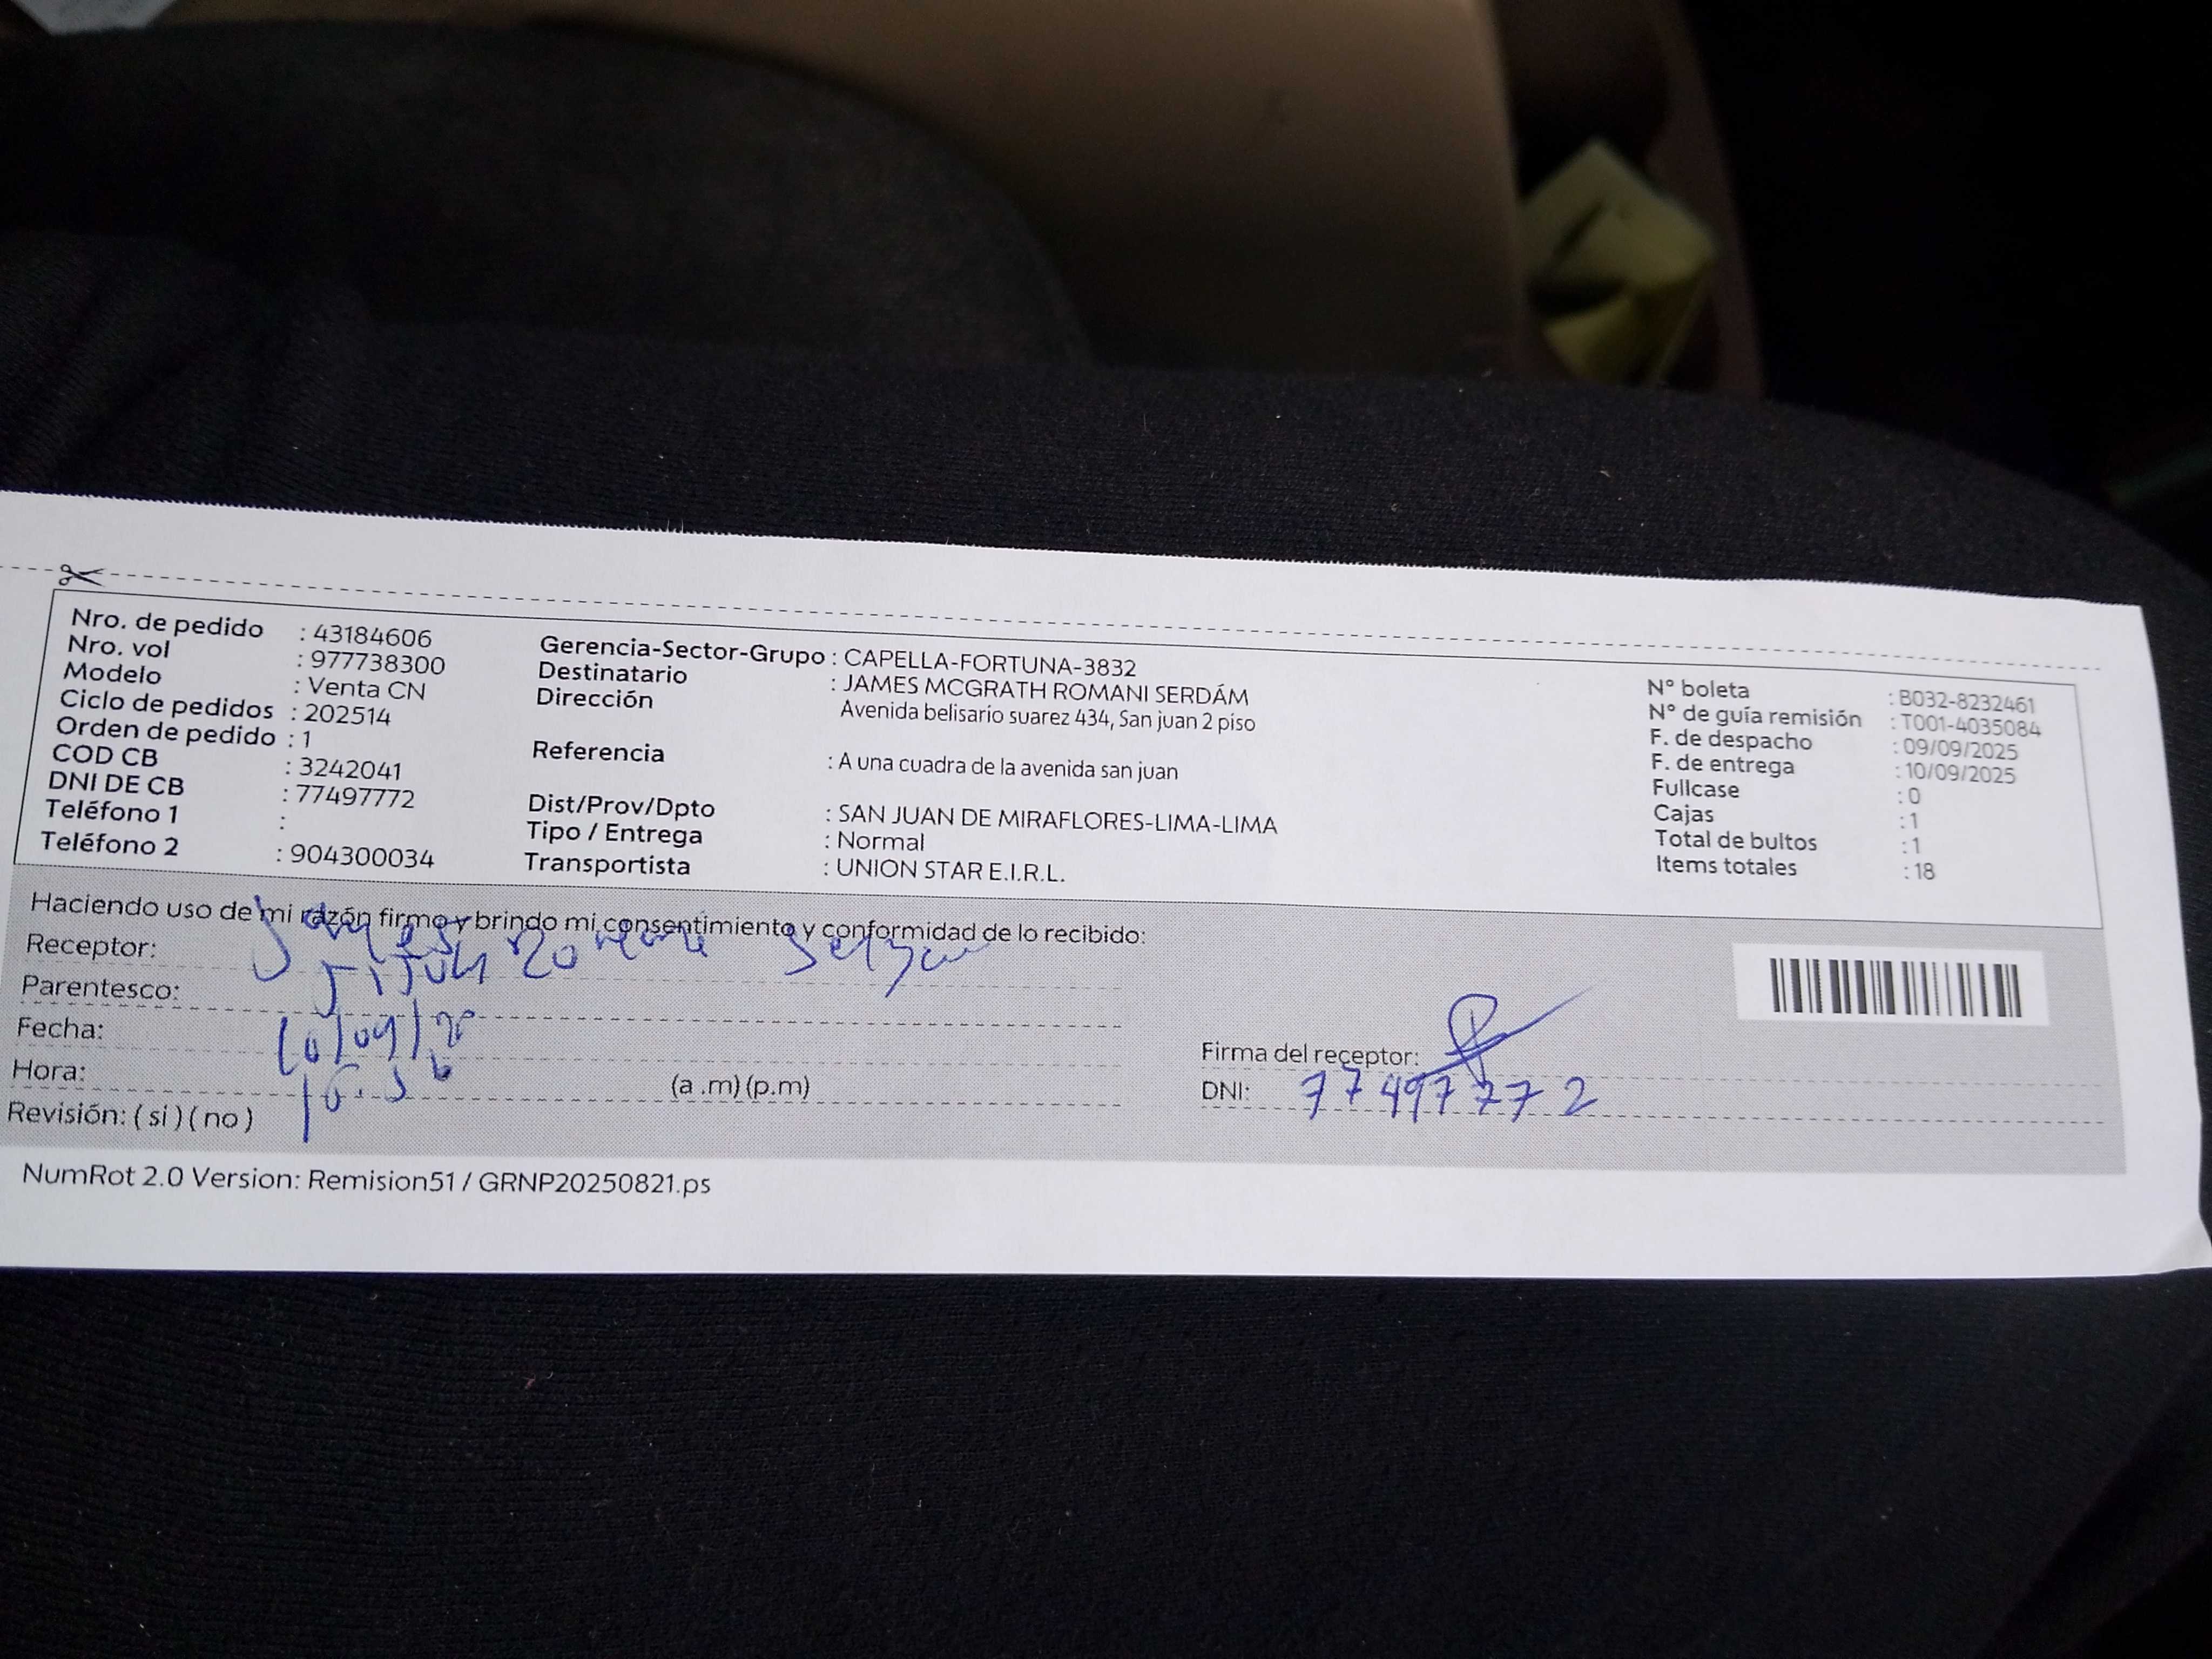 Nro. de pedido : 43184606
Nro. vol : 977738300
Modelo : Venta CN
Ciclo de pedidos : 202514
Orden de pedido : 1
COD CB : 3242041
DNI DE CB : 77497772
Teléfono 1 :
Teléfono 2 : 904300034
Gerencia-Sector-Grupo : CAPELLA-FORTUNA-3832
Destinatario : JAMES MCGRATH ROMANI SERDÁM
Dirección Avenida belisario suarez 434, San juan 2 piso
Referencia : A una cuadra de la avenida san juan
Dist/Prov/Dpto : SAN JUAN DE MIRAFLORES-LIMA-LIMA
Tipo / Entrega : Normal
Transportista : UNION STAR E.I.R.L.
N° boleta : B032-8232461
N° de guía remisión : T001-4035084
F. de despacho : 09/09/2025
F. de entrega : 10/09/2025
Fullcase : 0
Cajas : 1
Total de bultos : 1
Items totales : 18
Haciendo uso de mi razón firmo y brindo mi consentimiento y conformidad de lo recibido:
Receptor:
Parentesco:
Fecha: 10/09/
Hora: (a .m) (p.m)
Revisión: ( si ) ( no )
Firma del receptor:
DNI: 77497772
NumRot 2.0 Version: Remision51 / GRNP20250821.ps